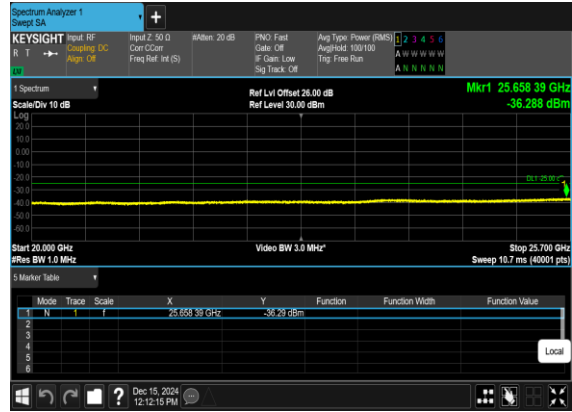 Spectrum Analyzer 1
Swept SA
+
KEYSIGHT Input: RF Input Z: 50 Ω #Atten: 20 dB PNO: Fast Avg Type: Power (RMS) 1 2 3 4 5 6
R T Coupling: DC Corr CCorr Gate: Off Avg|Hold: 100/100 A W W W W W
Align: Off Freq Ref: Int (S) IF Gain: Low Trig: Free Run
Sig Track: Off A N N N N N
1 Spectrum Ref Lvl Offset 26.00 dB Mkr1 25.658 39 GHz
Scale/Div 10 dB Ref Level 30.00 dBm -36.288 dBm
Log
20.0
10.0
0.00
-10.0
-20.0
-30.0
-40.0
-50.0
-60.0
1
Start 20.000 GHz Video BW 3.0 MHz* Stop 25.700 GHz
#Res BW 1.0 MHz Sweep 10.7 ms (40001 pts)
5 Marker Table
Mode Trace Scale X Y Function Function Width Function Value
1 N 1 f 25.658 39 GHz -36.29 dBm
2
3
4
5
6
Local
? Dec 15, 2024
12:12:15 PM